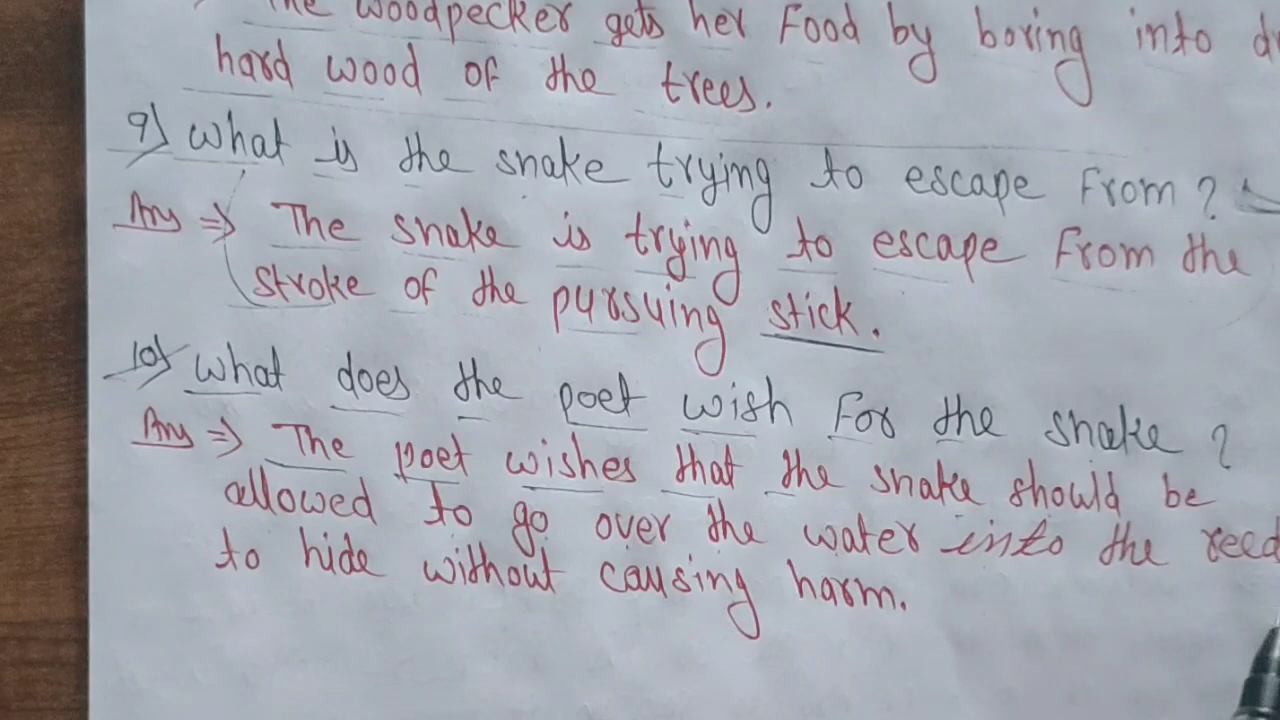 The woodpecker gets her Food by boring into
hard wood of the trees.
9) What is the snake trying to escape From ?
Ans ⇒ The snake is trying to escape From the
stroke of the pursuing stick.
10) What does the poet wish For the snake ?
Ans ⇒ The poet wishes that the snake should be
allowed to go over the water into the reed
to hide without causing harm.